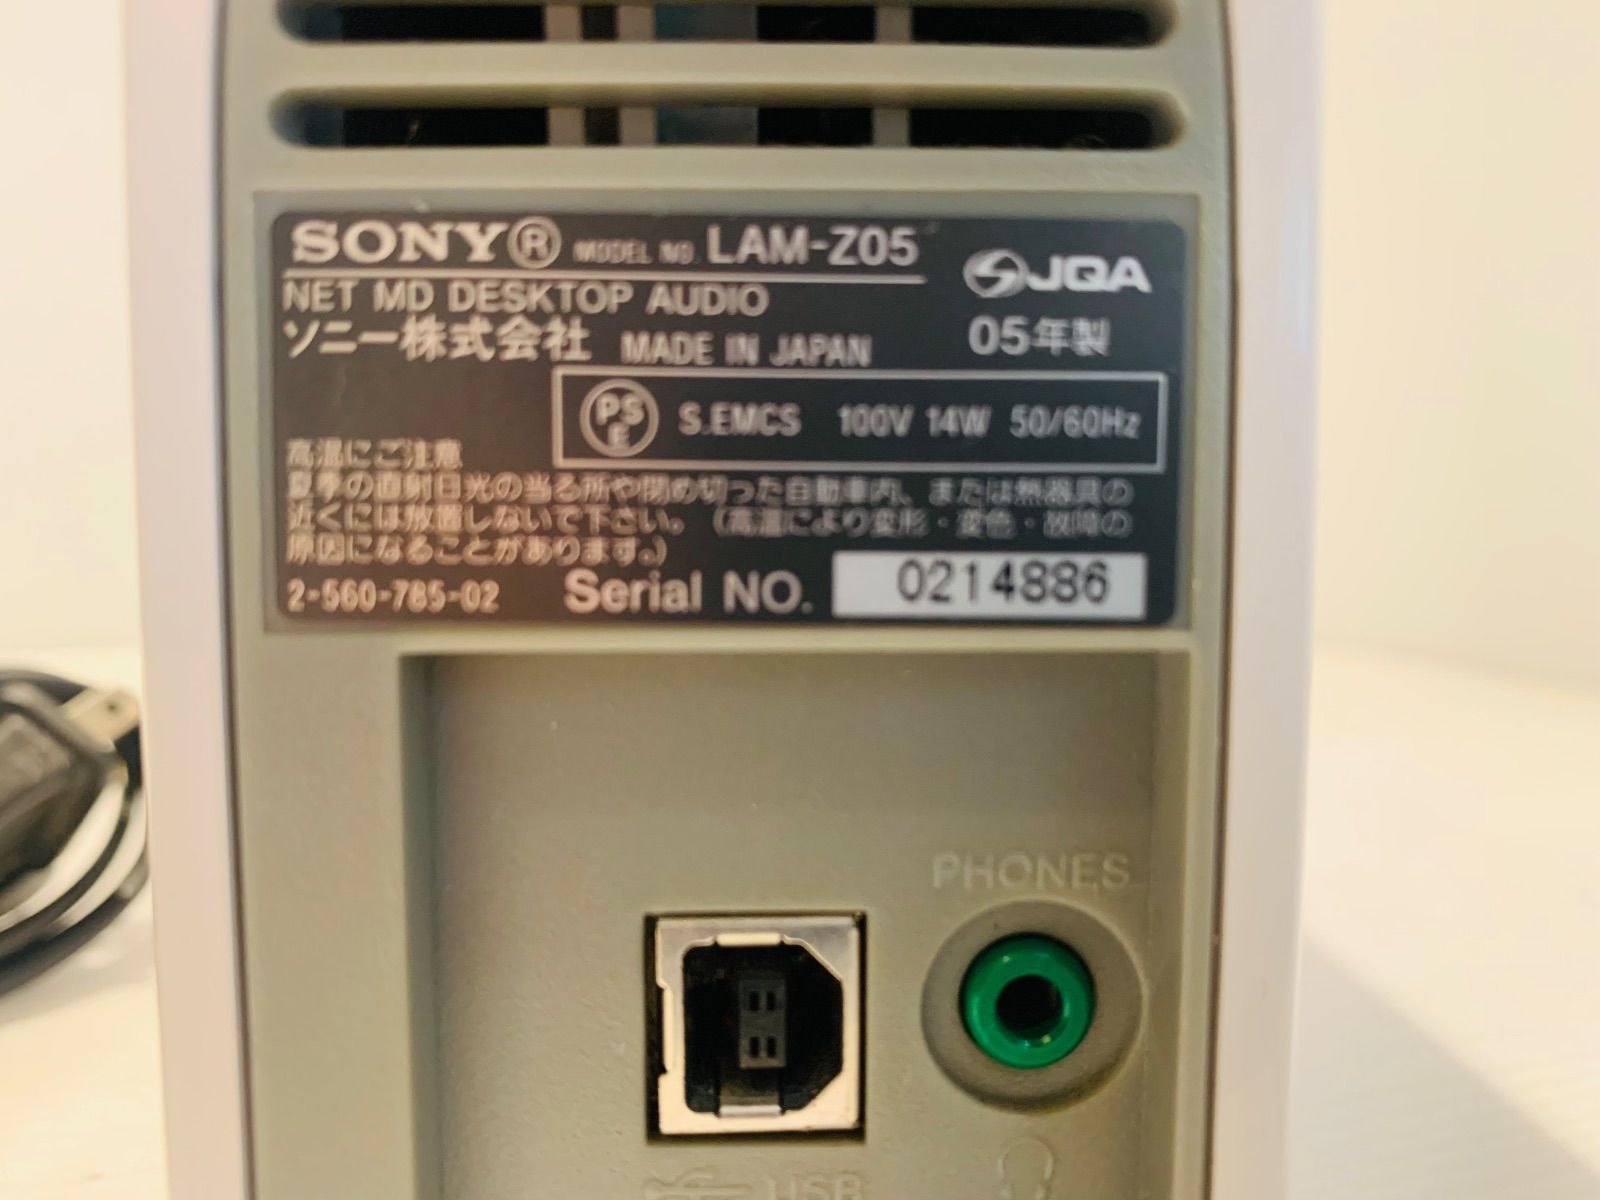 SONY® MODEL NO. LAM-Z05
JQA
NET MD DESKTOP AUDIO
ソニー株式会社 MADE IN JAPAN
05年製
PSE S.EMCS 100V 14W 50/60Hz
高温にご注意
夏季の直射日光の当る所や閉め切った自動車内、または熱器具の
近くには放置しないで下さい。（高温により変形・変色・故障の
原因になることがあります。）
2-560-785-02 Serial NO. 0214886
PHONES
USB